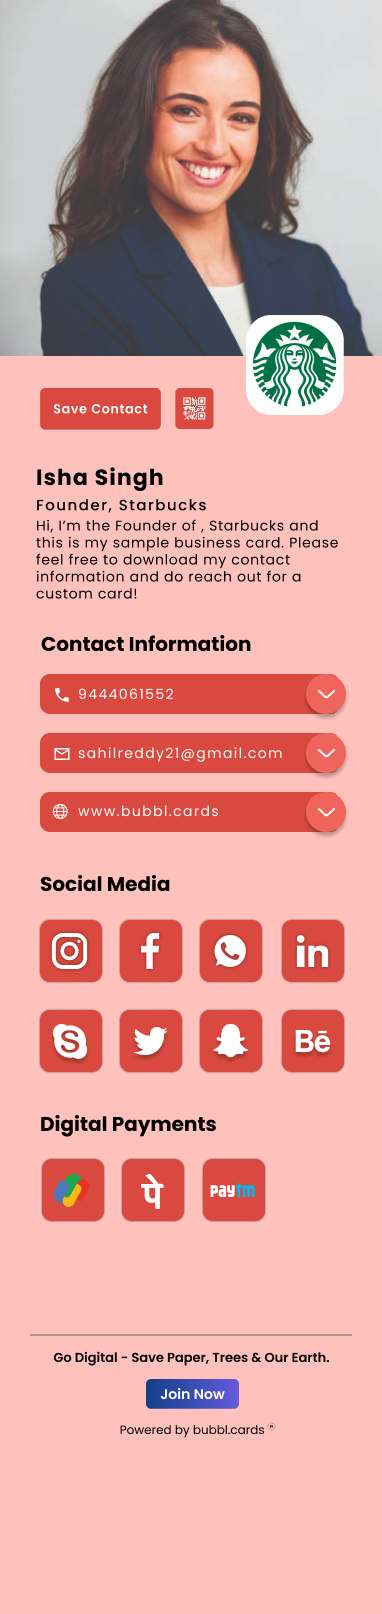 Save Contact
Isha Singh
Founder, Starbucks
Hi, I’m the Founder of , Starbucks and
this is my sample business card. Please
feel free to download my contact
information and do reach out for a
custom card!
Contact Information
9444061552
sahilreddy21@gmail.com
www.bubbl.cards
Social Media
f
in
S
Bē
Digital Payments
पे
paytm
Go Digital - Save Paper, Trees & Our Earth.
Join Now
Powered by bubbl.cards ®